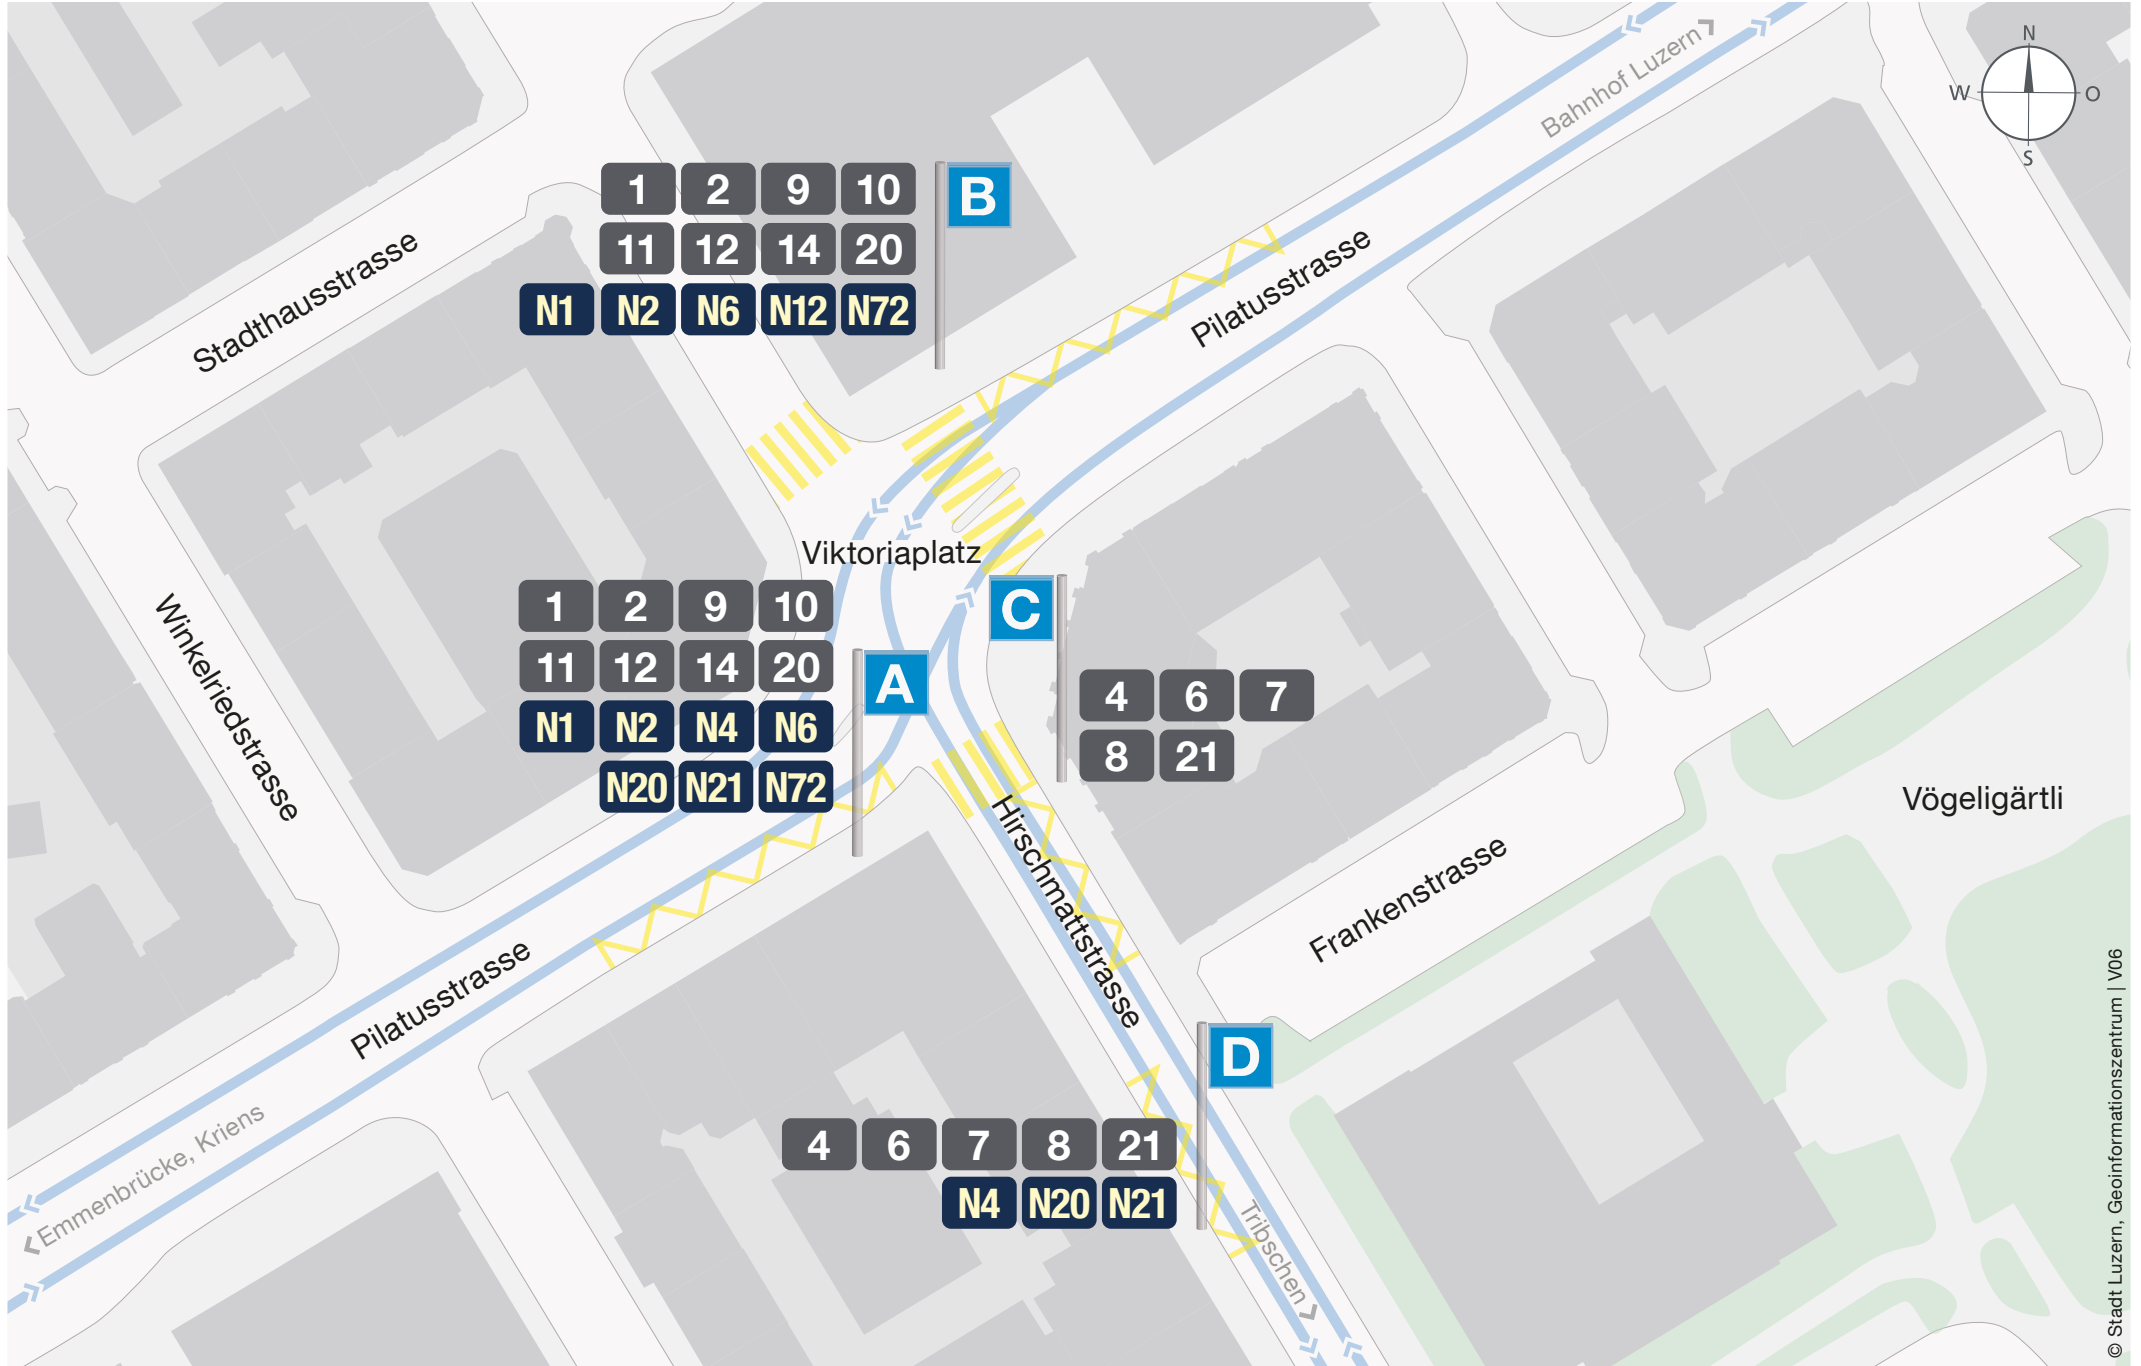 Bahnhof Luzern
N
W O
S
1 2 9 10
11 12 14 20
N1 N2 N6 N12 N72
B
Stadthausstrasse
Pilatusstrasse
Viktoriaplatz
1 2 9 10
11 12 14 20
N1 N2 N4 N6
N20 N21 N72
A
C
4 6 7
8 21
Winkelriedstrasse
Hirschmattstrasse
Vögeligärtli
Frankenstrasse
Pilatusstrasse
Emmenbrücke, Kriens
D
4 6 7 8 21
N4 N20 N21
Tribschen
© Stadt Luzern, Geoinformationszentrum | V06